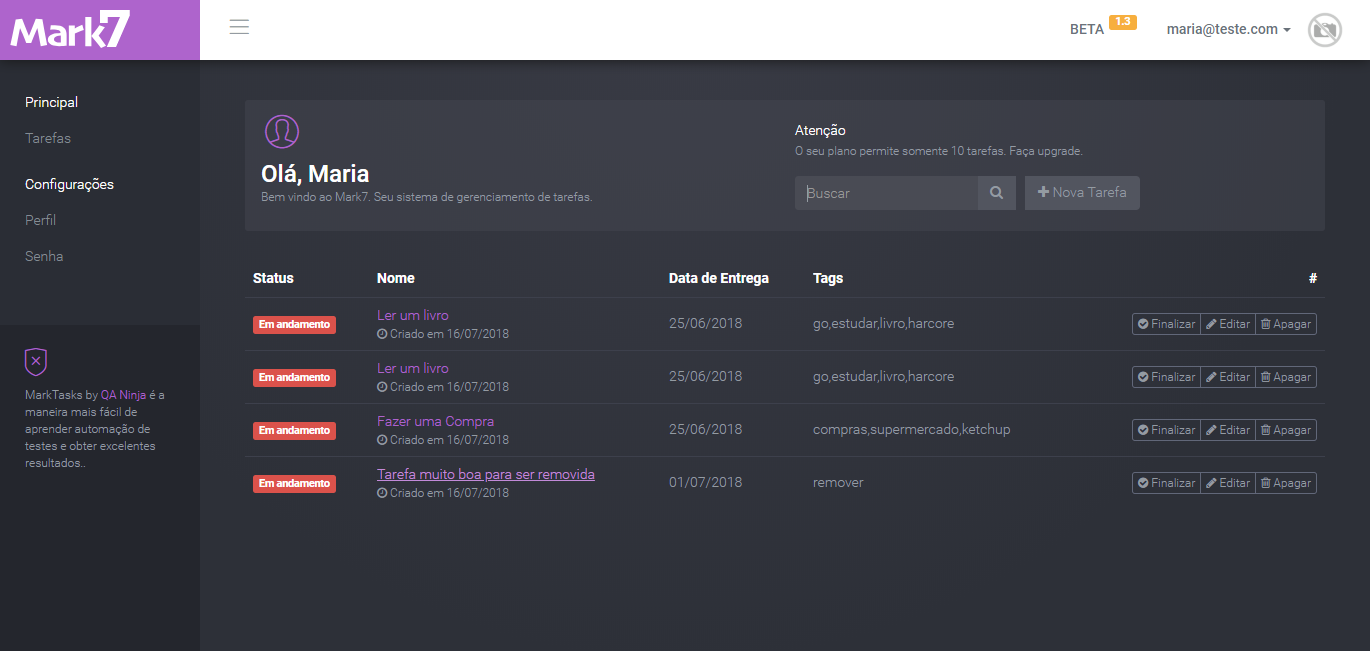 Mark7
BETA 1.3
maria@teste.com
Principal
Tarefas
Configurações
Perfil
Senha
MarkTasks by QA Ninja é a
maneira mais fácil de
aprender automação de
testes e obter excelentes
resultados..
Olá, Maria
Bem vindo ao Mark7. Seu sistema de gerenciamento de tarefas.
Atenção
O seu plano permite somente 10 tarefas. Faça upgrade.
Buscar
Nova Tarefa
Status Nome Data de Entrega Tags #
Em andamento Ler um livro 25/06/2018 go,estudar,livro,harcore Finalizar Editar Apagar
Criado em 16/07/2018
Em andamento Ler um livro 25/06/2018 go,estudar,livro,harcore Finalizar Editar Apagar
Criado em 16/07/2018
Em andamento Fazer uma Compra 25/06/2018 compras,supermercado,ketchup Finalizar Editar Apagar
Criado em 16/07/2018
Em andamento Tarefa muito boa para ser removida 01/07/2018 remover Finalizar Editar Apagar
Criado em 16/07/2018